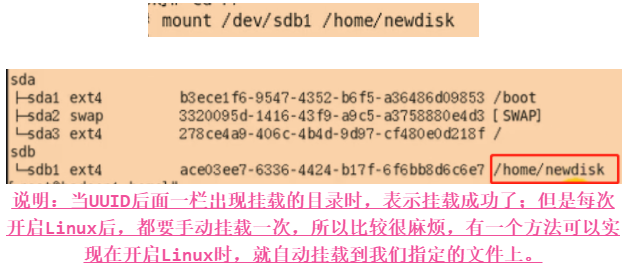 # mount /dev/sdb1 /home/newdisk
sda
├─sda1 ext4 b3ece1f6-9547-4352-b6f5-a36486d09853 /boot
├─sda2 swap 3320095d-1416-43f9-a9c5-a3758880e4d3 [SWAP]
└─sda3 ext4 278ce4a9-406c-4b4d-9d97-cf480e0d218f /
sdb
└─sdb1 ext4 ace03ee7-6336-4424-b17f-6f6bb8d6c6e7 /home/newdisk
说明：当UUID后面一栏出现挂载的目录时，表示挂载成功了；但是每次
开启Linux后，都要手动挂载一次，所以比较很麻烦，有一个方法可以实
现在开启Linux时，就自动挂载到我们指定的文件上。